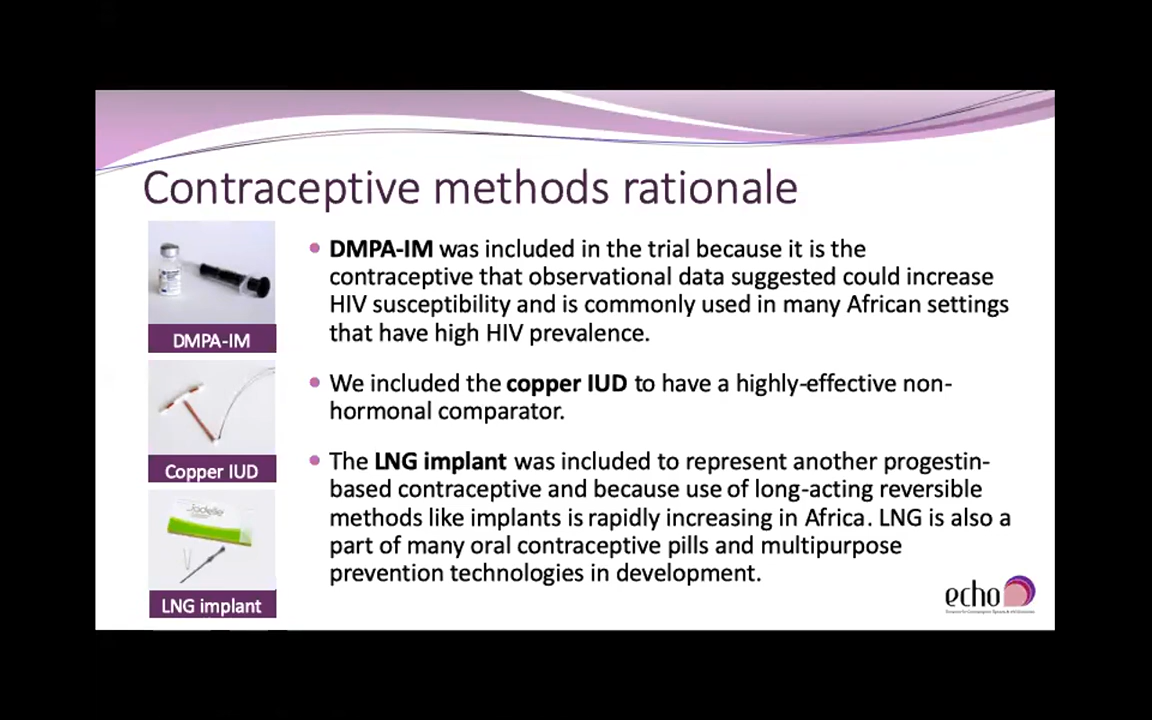 Contraceptive methods rationale
DMPA-IM
Copper IUD
Jadelle
LNG implant
DMPA-IM was included in the trial because it is the
contraceptive that observational data suggested could increase
HIV susceptibility and is commonly used in many African settings
that have high HIV prevalence.
We included the copper IUD to have a highly-effective non-
hormonal comparator.
The LNG implant was included to represent another progestin-
based contraceptive and because use of long-acting reversible
methods like implants is rapidly increasing in Africa. LNG is also a
part of many oral contraceptive pills and multipurpose
prevention technologies in development.
echo